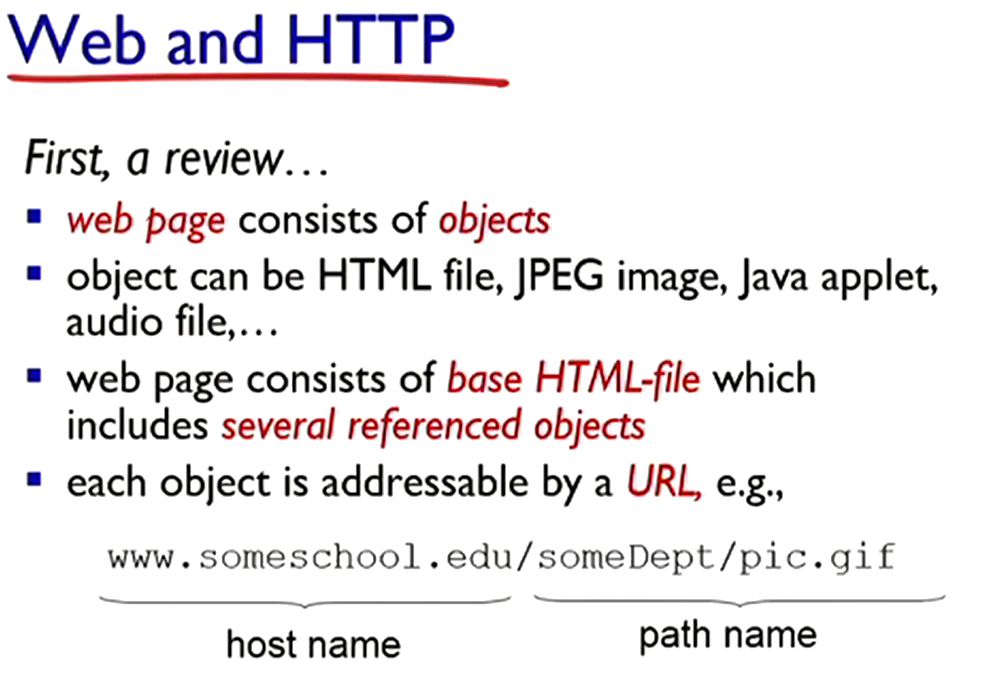 Web and HTTP
First, a review…
▪ web page consists of objects
▪ object can be HTML file, JPEG image, Java applet,
audio file,…
▪ web page consists of base HTML-file which
includes several referenced objects
▪ each object is addressable by a URL, e.g.,
www.someschool.edu/someDept/pic.gif
host name
path name